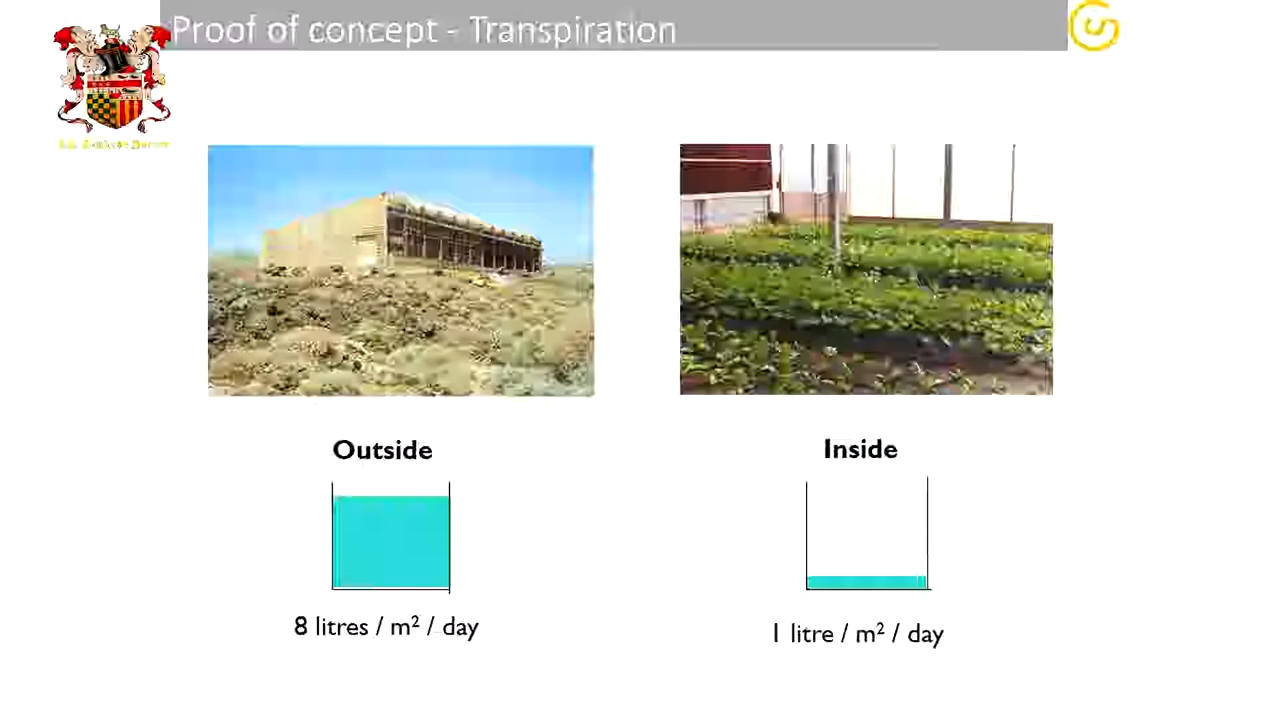 Proof of concept - Transpiration
Outside
Inside
8 litres / m² / day
1 litre / m² / day